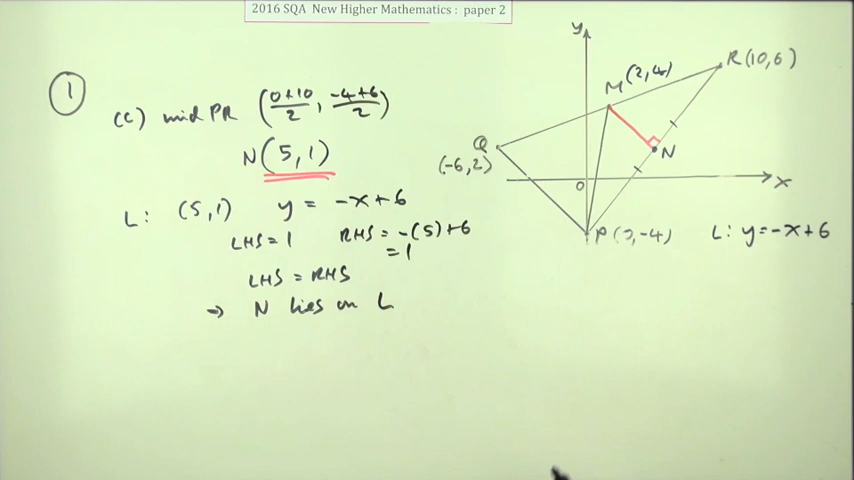 2016 SQA New Higher Mathematics : paper 2
1
(c) mid PR (0+10/2, -4+6/2)
N(5,1)
L: (5,1) y = -x+6
LHS=1 RHS=-(5)+6
=1
LHS = RHS
⇒ N lies on L
y
R(10,6)
M(2,4)
Q
(-6,2)
N
0
x
P(0,-4)
L: y=-x+6